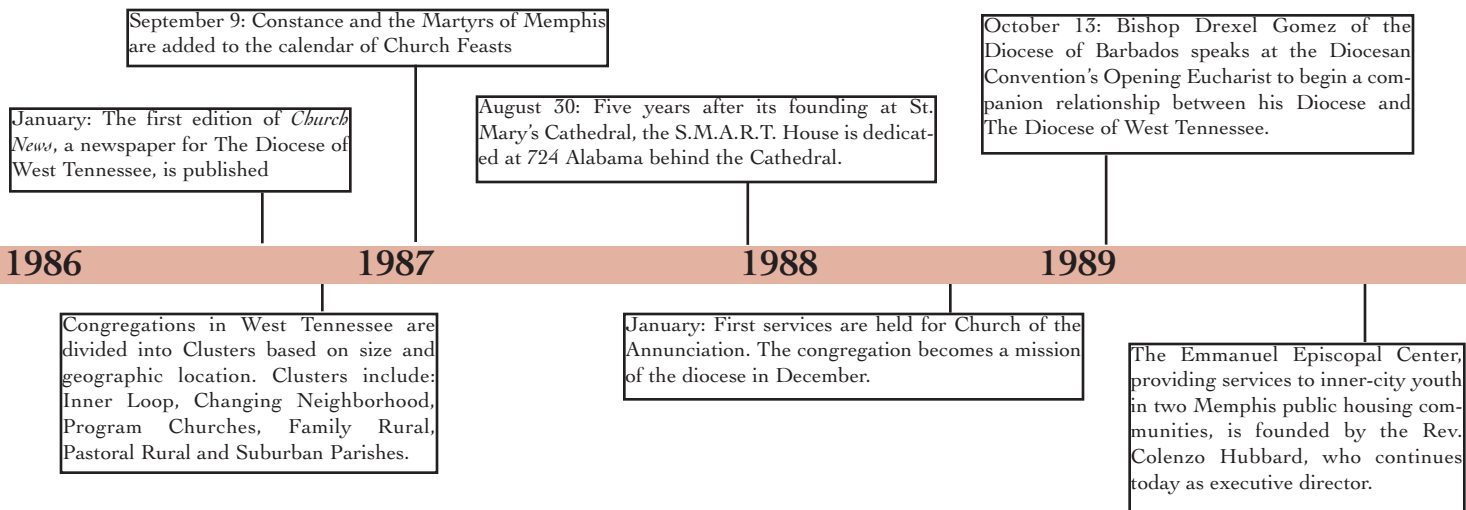 September 9: Constance and the Martyrs of Memphis
are added to the calendar of Church Feasts
October 13: Bishop Drexel Gomez of the
Diocese of Barbados speaks at the Diocesan
Convention's Opening Eucharist to begin a com-
panion relationship between his Diocese and
The Diocese of West Tennessee.
January: The first edition of Church
News, a newspaper for The Diocese of
West Tennessee, is published
August 30: Five years after its founding at St.
Mary's Cathedral, the S.M.A.R.T. House is dedicat-
ed at 724 Alabama behind the Cathedral.
1986
1987
1988
1989
Congregations in West Tennessee are
divided into Clusters based on size and
geographic location. Clusters include:
Inner Loop, Changing Neighborhood,
Program Churches, Family Rural,
Pastoral Rural and Suburban Parishes.
January: First services are held for Church of the
Annunciation. The congregation becomes a mission
of the diocese in December.
The Emmanuel Episcopal Center,
providing services to inner-city youth
in two Memphis public housing com-
munities, is founded by the Rev.
Colenzo Hubbard, who continues
today as executive director.